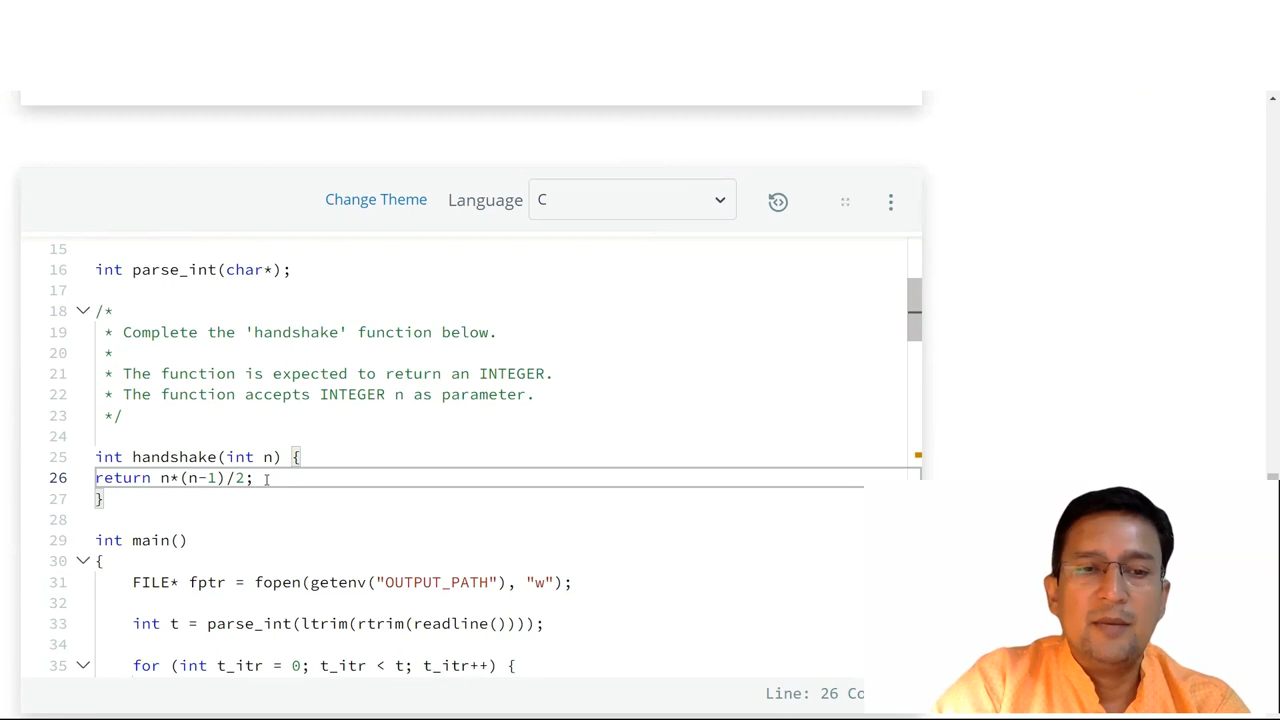 Change Theme Language C
15
16 int parse_int(char*);
17
18 /*
19 * Complete the 'handshake' function below.
20 *
21 * The function is expected to return an INTEGER.
22 * The function accepts INTEGER n as parameter.
23 */
24
25 int handshake(int n) {
26 return n*(n-1)/2;
27 }
28
29 int main()
30 {
31 FILE* fptr = fopen(getenv("OUTPUT_PATH"), "w");
32
33 int t = parse_int(ltrim(rtrim(readline())));
34
35 for (int t_itr = 0; t_itr < t; t_itr++) {
Line: 26 Co